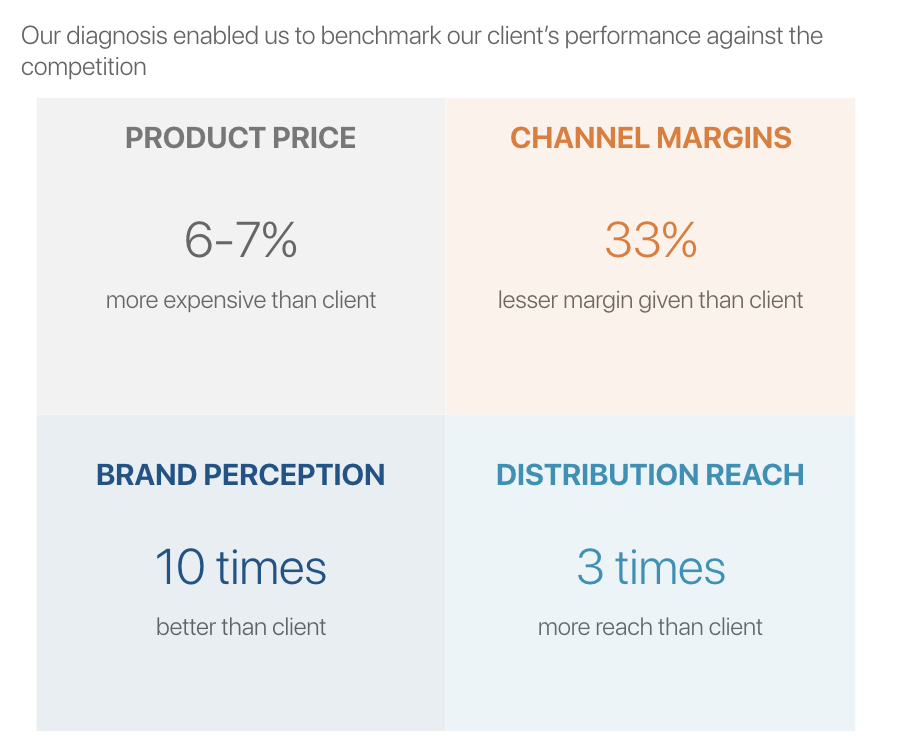 Our diagnosis enabled us to benchmark our client’s performance against the
competition
PRODUCT PRICE
6-7%
more expensive than client
CHANNEL MARGINS
33%
lesser margin given than client
BRAND PERCEPTION
10 times
better than client
DISTRIBUTION REACH
3 times
more reach than client